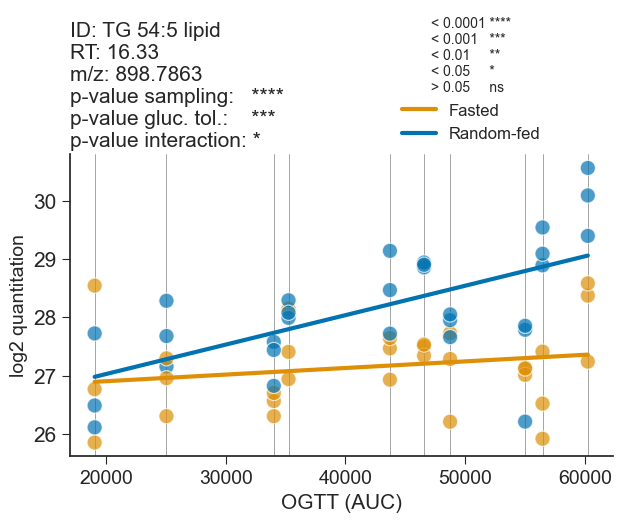 ID: TG 54:5 lipid
RT: 16.33
m/z: 898.7863
p-value sampling: ****
p-value gluc. tol.: ***
p-value interaction: *
< 0.0001 ****
< 0.001 ***
< 0.01 **
< 0.05 *
> 0.05 ns
Fasted
Random-fed
log2 quantitation
30
29
28
27
26
20000 30000 40000 50000 60000
OGTT (AUC)